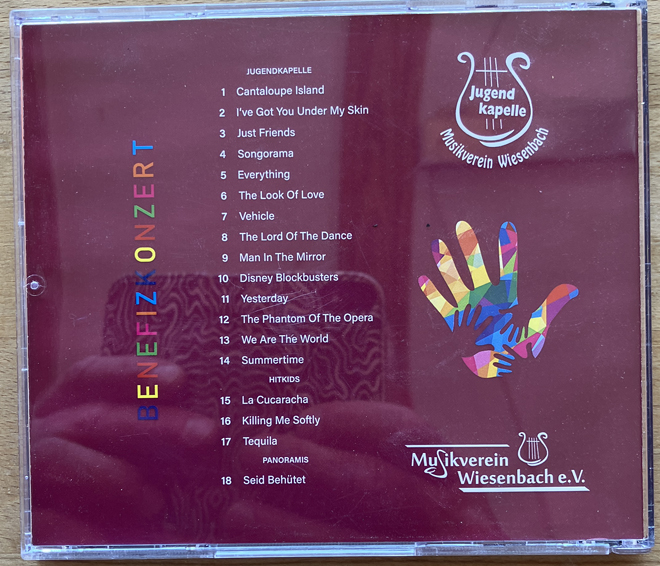 BENEFIZKONZERT
JUGENDKAPELLE
1 Cantaloupe Island
2 I've Got You Under My Skin
3 Just Friends
4 Songorama
5 Everything
6 The Look Of Love
7 Vehicle
8 The Lord Of The Dance
9 Man In The Mirror
10 Disney Blockbusters
11 Yesterday
12 The Phantom Of The Opera
13 We Are The World
14 Summertime
HITKIDS
15 La Cucaracha
16 Killing Me Softly
17 Tequila
PANORAMIS
18 Seid Behütet
Jugend
kapelle
Musikverein Wiesenbach
Musikverein
Wiesenbach e.V.